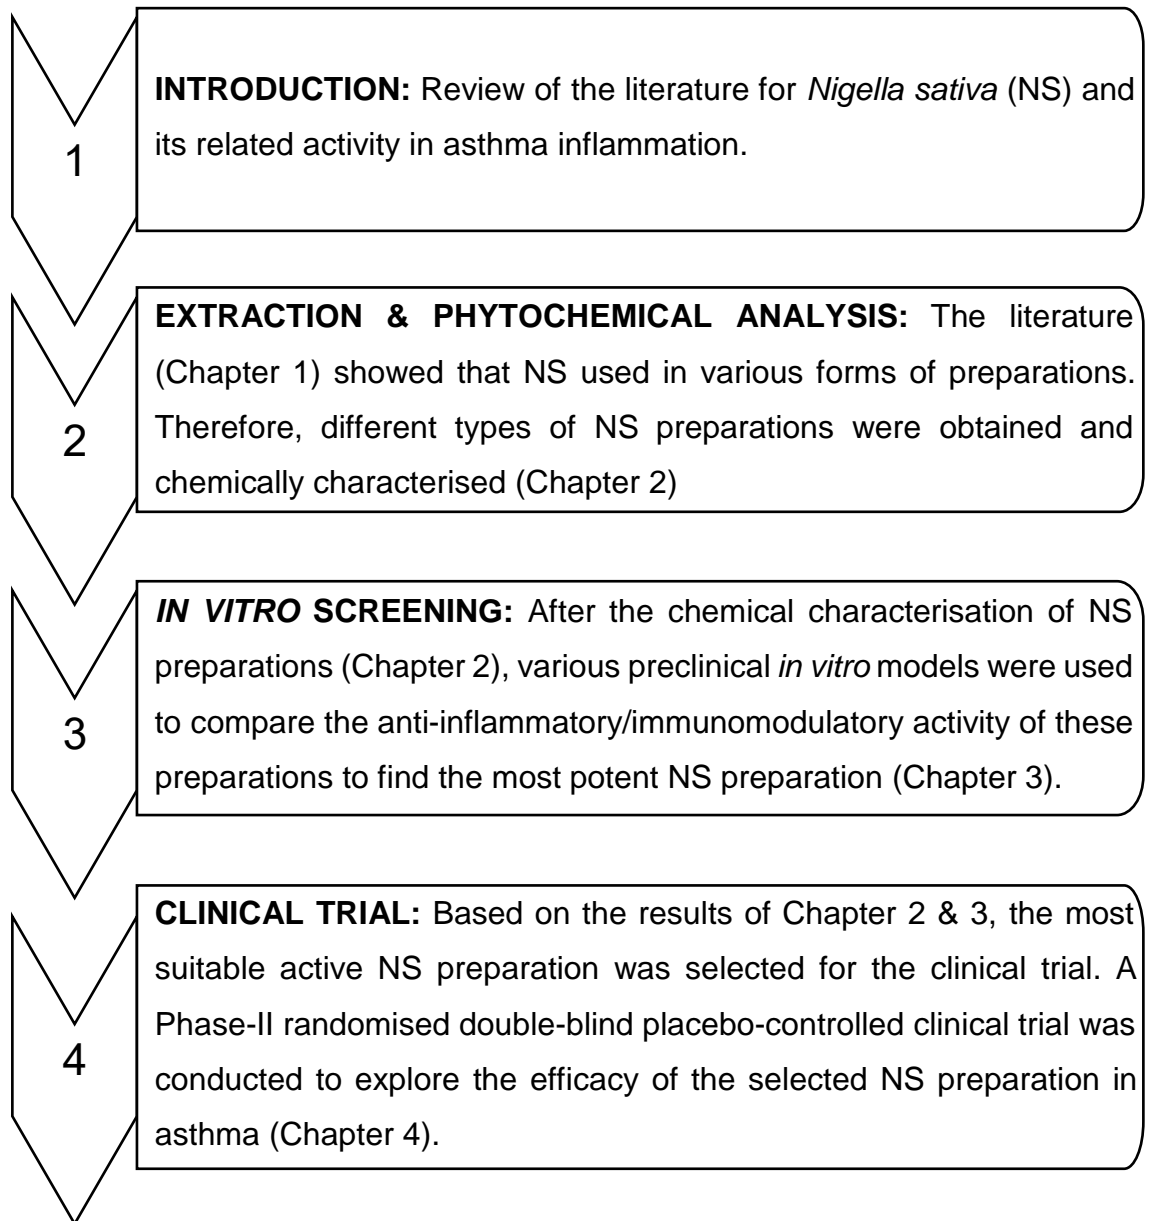 1
INTRODUCTION: Review of the literature for Nigella sativa (NS) and
its related activity in asthma inflammation.
2
EXTRACTION & PHYTOCHEMICAL ANALYSIS: The literature
(Chapter 1) showed that NS used in various forms of preparations.
Therefore, different types of NS preparations were obtained and
chemically characterised (Chapter 2)
3
IN VITRO SCREENING: After the chemical characterisation of NS
preparations (Chapter 2), various preclinical in vitro models were used
to compare the anti-inflammatory/immunomodulatory activity of these
preparations to find the most potent NS preparation (Chapter 3).
4
CLINICAL TRIAL: Based on the results of Chapter 2 & 3, the most
suitable active NS preparation was selected for the clinical trial. A
Phase-II randomised double-blind placebo-controlled clinical trial was
conducted to explore the efficacy of the selected NS preparation in
asthma (Chapter 4).